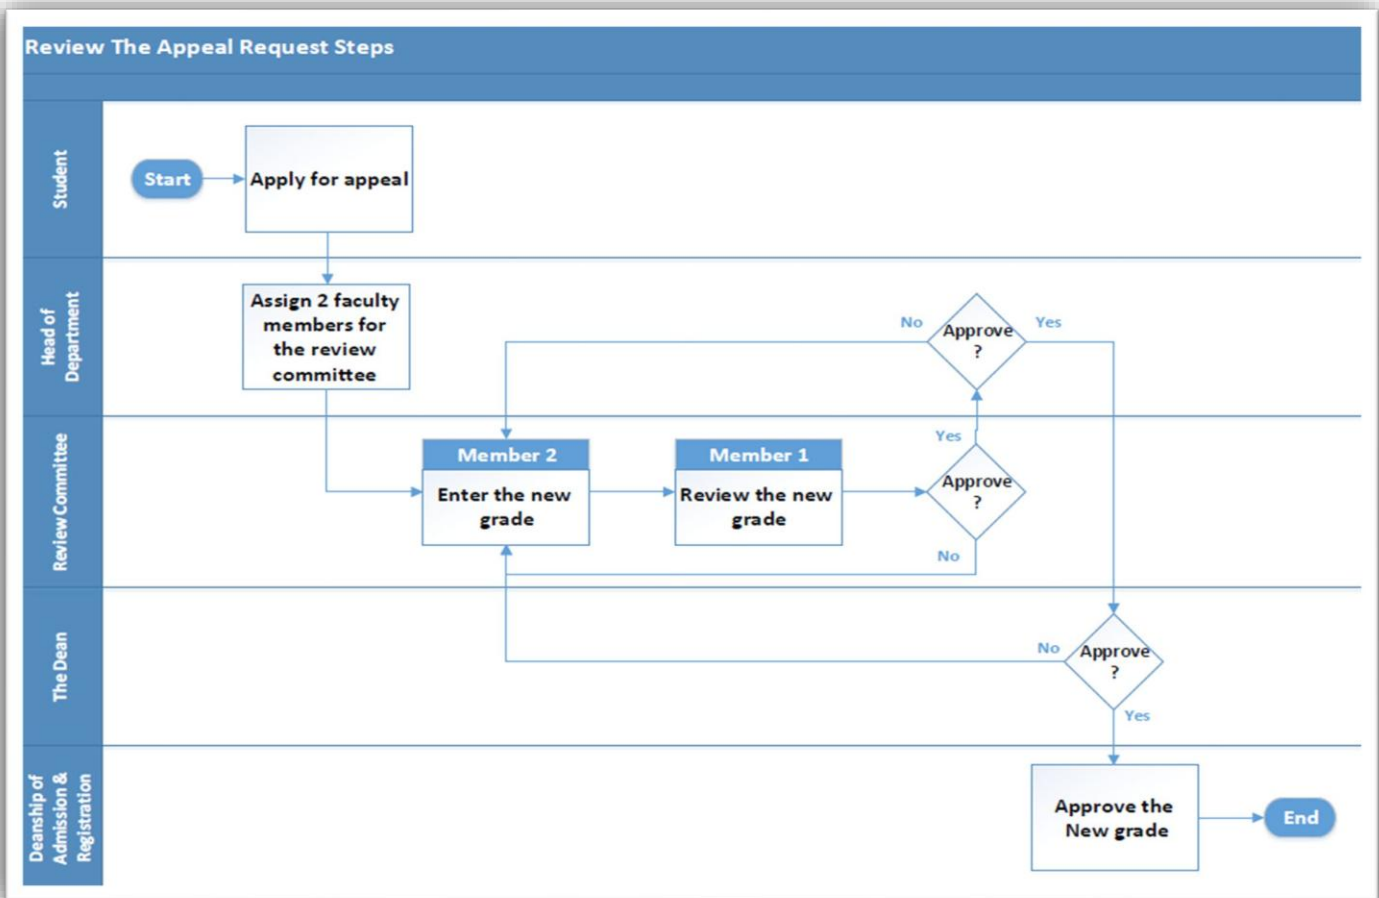 Review The Appeal Request Steps
Student
Start
Apply for appeal
Head of
Department
Assign 2 faculty
members for
the review
committee
No
Approve
?
Yes
Review Committee
Member 2
Enter the new
grade
Member 1
Review the new
grade
Yes
Approve
?
No
The Dean
No
Approve
?
Yes
Deanship of
Admission &
Registration
Approve the
New grade
End